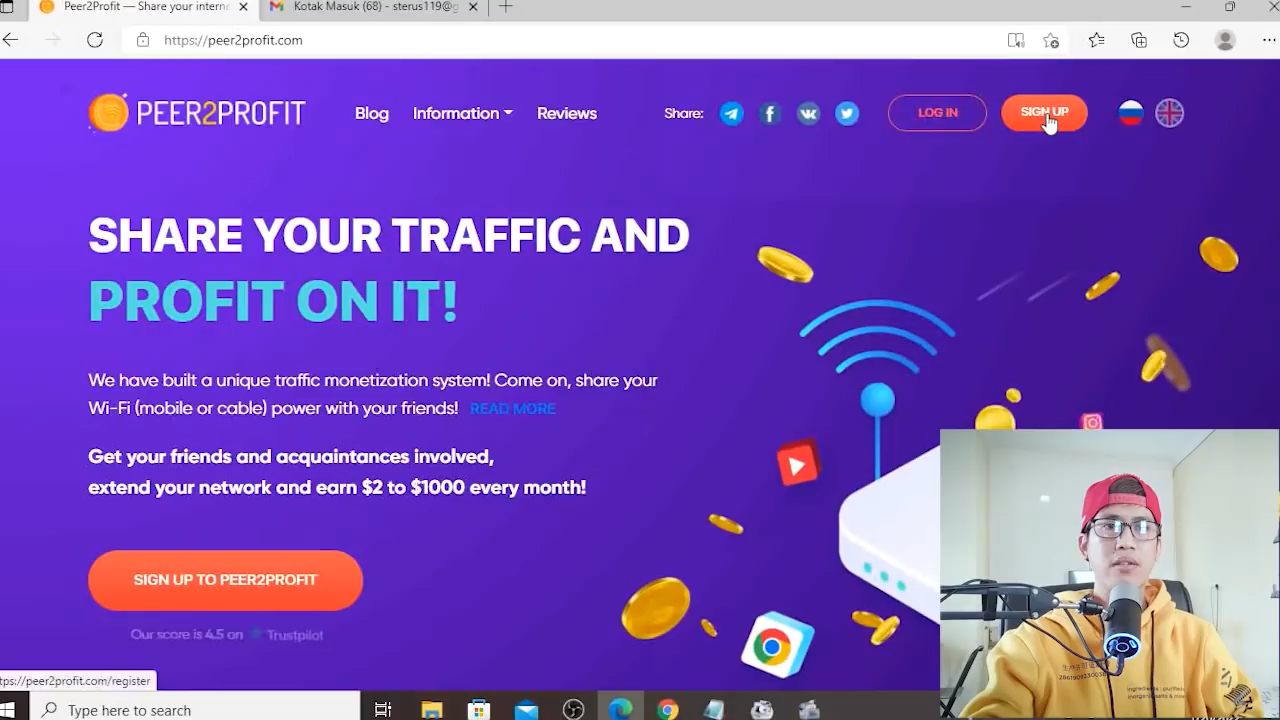 Peer2Profit — Share your intern
Kotak Masuk (68) - sterus119@g
https://peer2profit.com
PEER2PROFIT
Blog
Information
Reviews
Share:
LOG IN
SIGN UP
SHARE YOUR TRAFFIC AND
PROFIT ON IT!
We have built a unique traffic monetization system! Come on, share your
Wi-Fi (mobile or cable) power with your friends! READ MORE
Get your friends and acquaintances involved,
extend your network and earn $2 to $1000 every month!
SIGN UP TO PEER2PROFIT
Our score is 4.5 on Trustpilot
tps://peer2profit.com/register
Type here to search